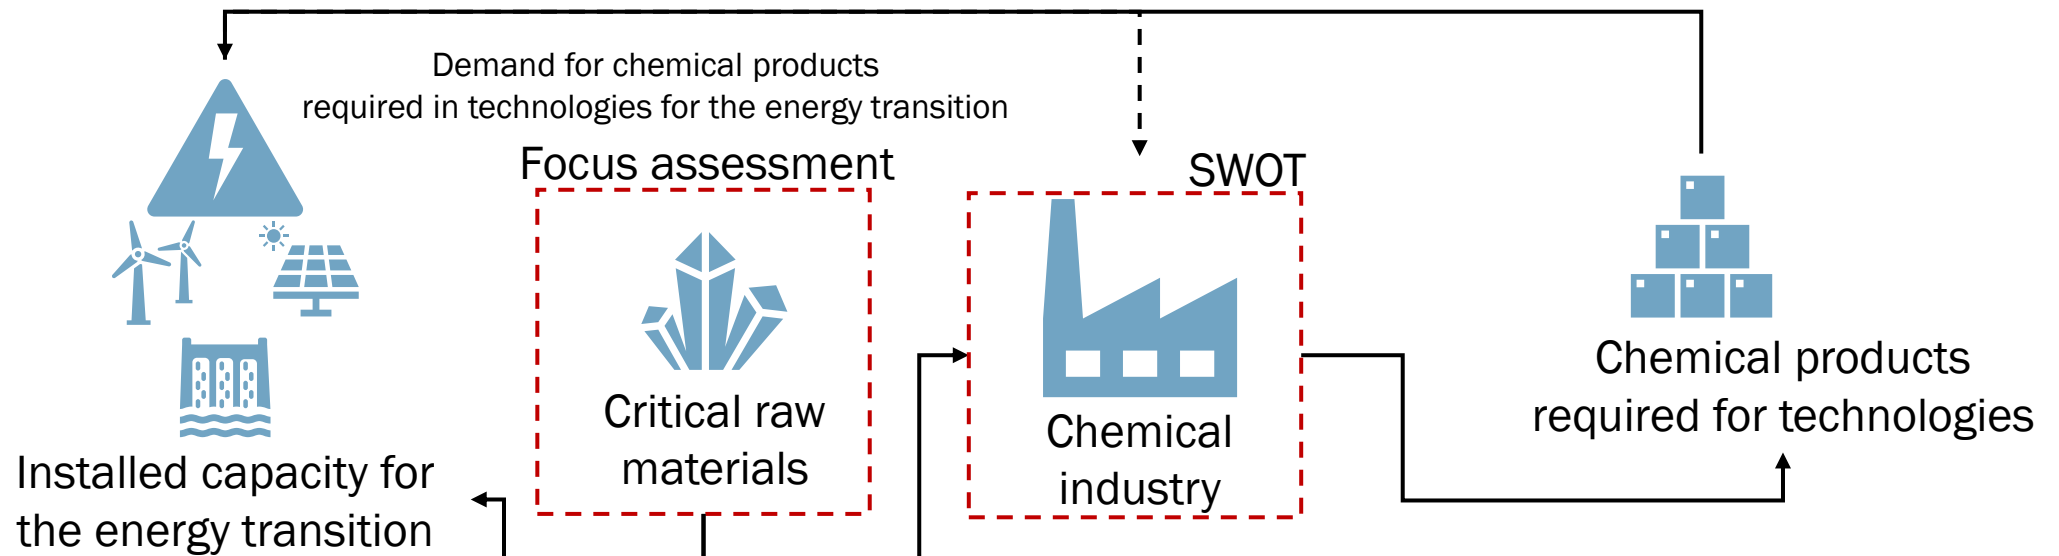 Demand for chemical products
required in technologies for the energy transition
Focus assessment
SWOT
Critical raw
materials
Chemical
industry
Chemical products
required for technologies
Installed capacity for
the energy transition